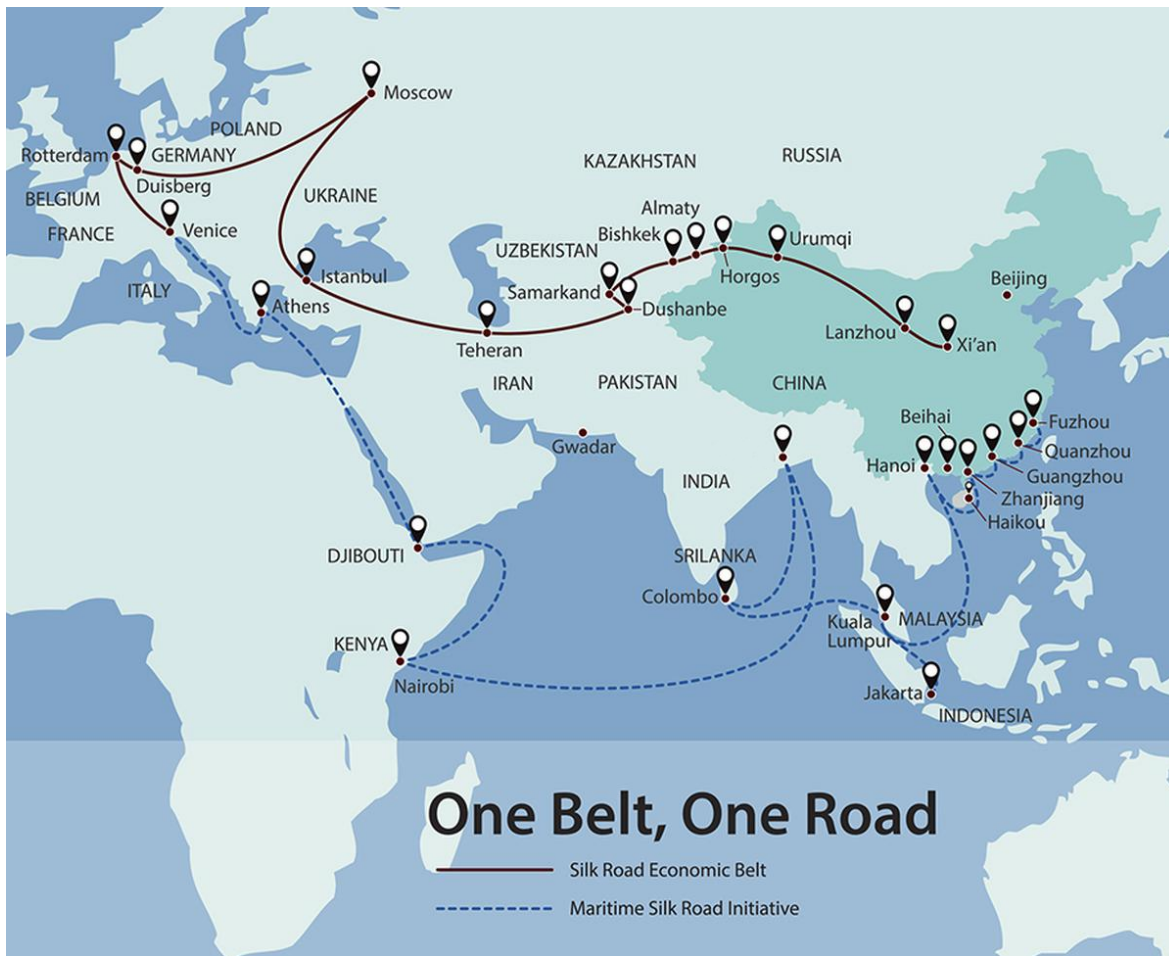 Moscow
POLAND
Rotterdam
GERMANY
Duisberg
KAZAKHSTAN
RUSSIA
BELGIUM
UKRAINE
FRANCE
Venice
Almaty
Bishkek
Urumqi
UZBEKISTAN
Horgos
Istanbul
Beijing
ITALY
Samarkand
Athens
Dushanbe
Lanzhou
Xi'an
Teheran
IRAN
PAKISTAN
CHINA
Beihai
Fuzhou
Gwadar
Quanzhou
Hanoi
Guangzhou
INDIA
Zhanjiang
Haikou
DJIBOUTI
SRILANKA
Colombo
Kuala
Lumpur
MALAYSIA
KENYA
Nairobi
Jakarta
INDONESIA
One Belt, One Road
Silk Road Economic Belt
Maritime Silk Road Initiative